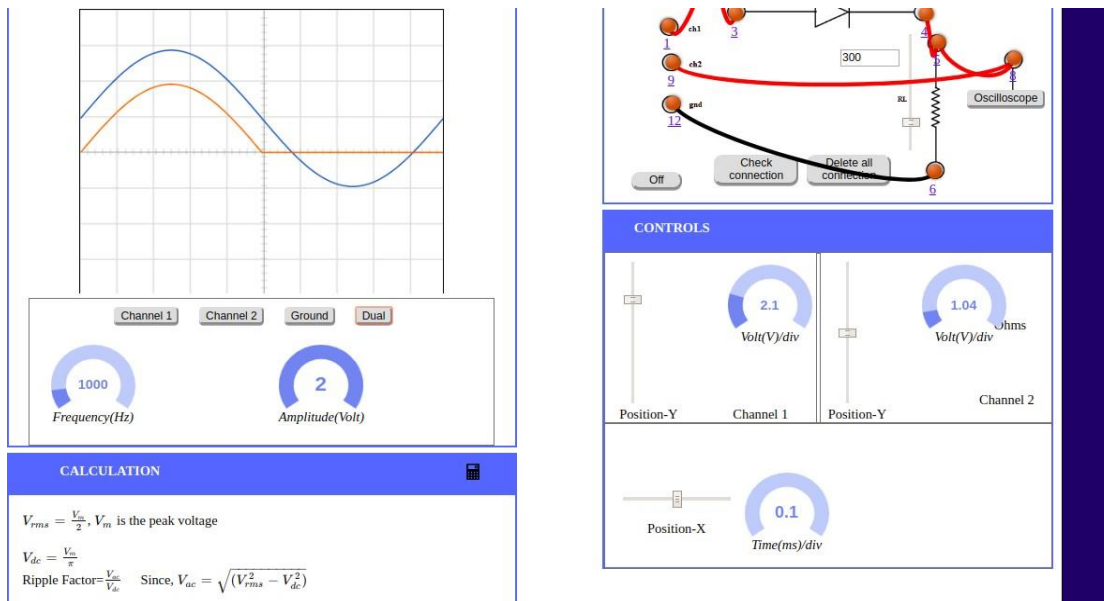 Channel 1 Channel 2 Ground Dual
1000
Frequency(Hz)
2
Amplitude(Volt)
CALCULATION
V_rms = V_m/2, V_m is the peak voltage
V_dc = V_m/π
Ripple Factor=V_ac/V_dc Since, V_ac = √(V²_rms − V²_dc)
ch1
1
3
4
300
5
ch2
9
8
RL
Oscilloscope
gnd
12
Check connection
Delete all connection
Off
6
CONTROLS
2.1
Volt(V)/div
Position-Y
Channel 1
1.04
Volt(V)/div
Ohms
Position-Y
Channel 2
0.1
Position-X
Time(ms)/div